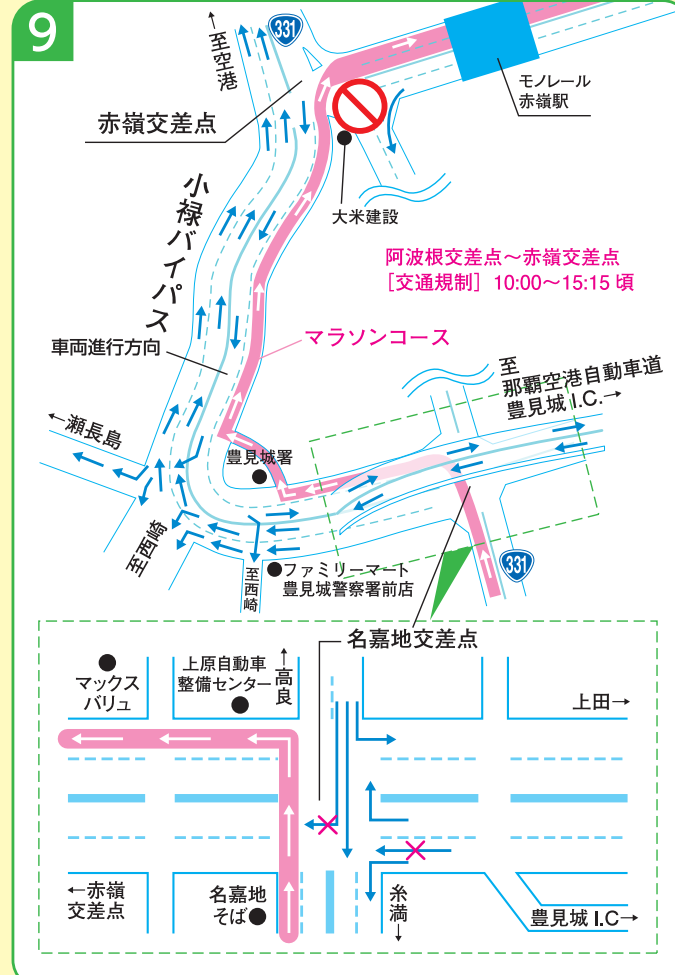 9
↑至空港
331
モノレール
赤嶺駅
赤嶺交差点
大米建設
小禄バイパス
阿波根交差点〜赤嶺交差点
［交通規制］10:00〜15:15 頃
マラソンコース
車両進行方向
至
那覇空港自動車道
豊見城 I.C.→
←瀬長島
豊見城署
至西崎
至西崎
ファミリーマート
豊見城警察署前店
331
名嘉地交差点
マックス
バリュ
上原自動車
整備センター
↑高良
上田→
←赤嶺
交差点
名嘉地
そば
糸満↓
豊見城 I.C→